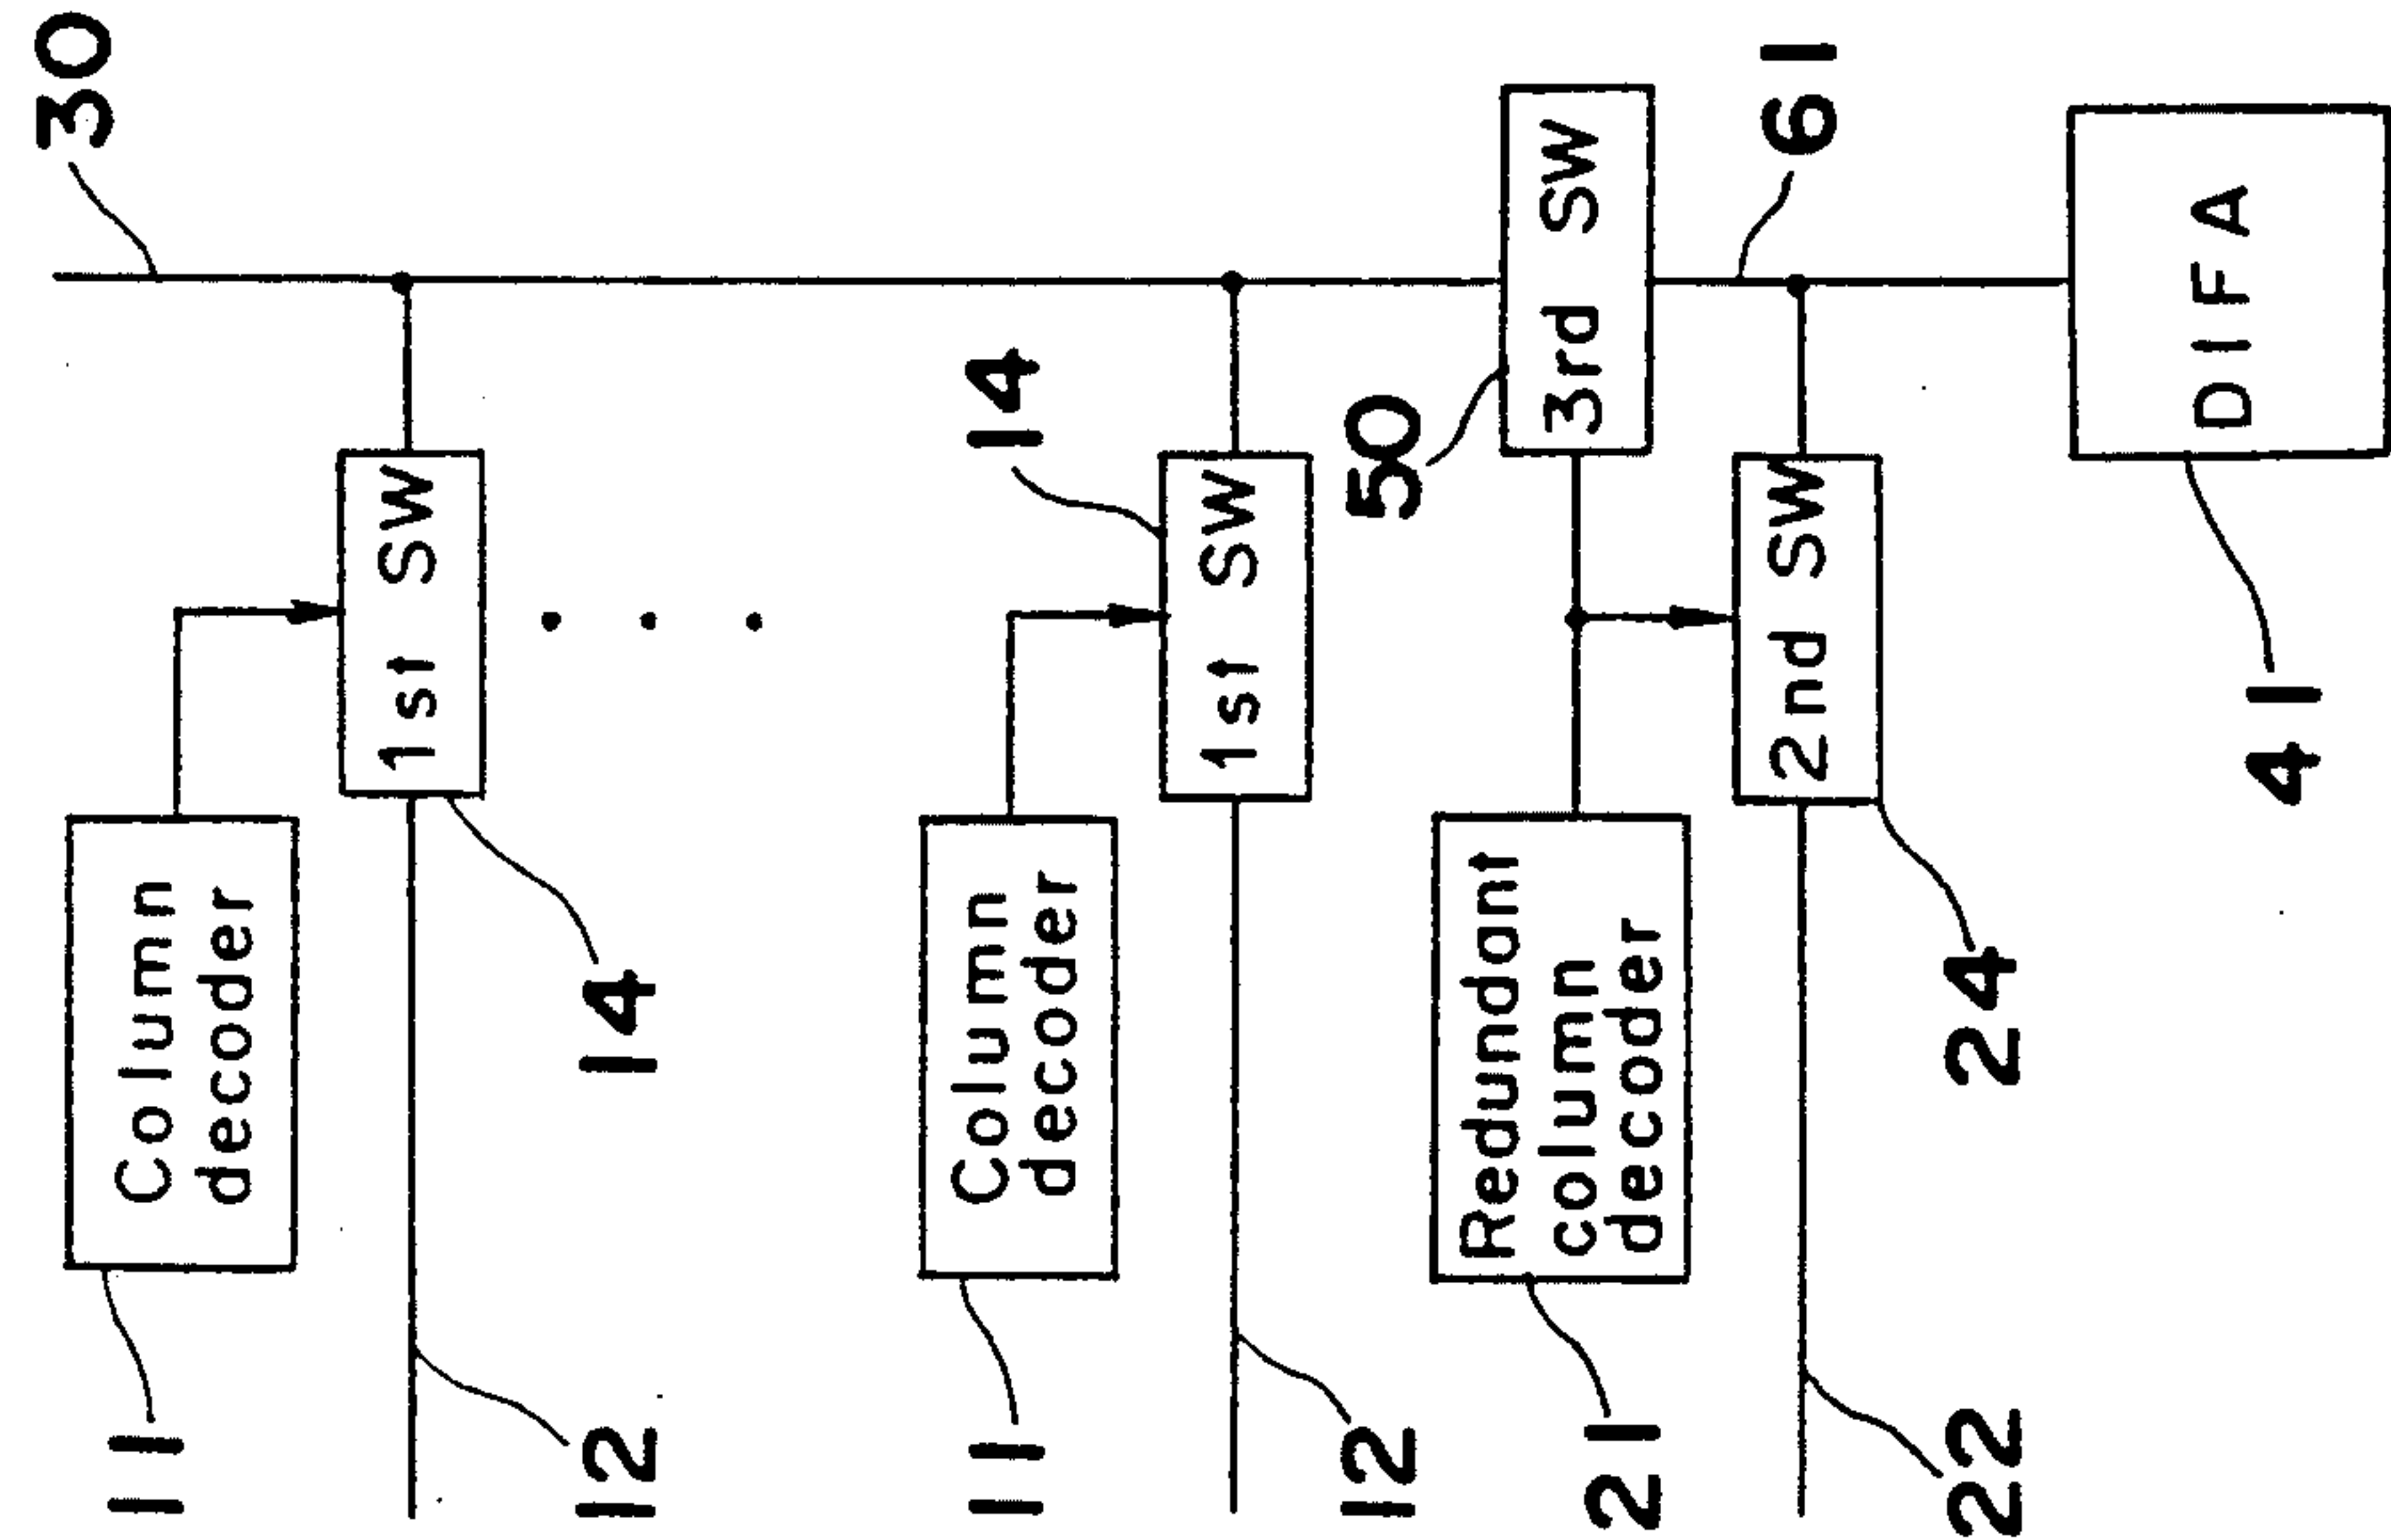 30
11
Column
decoder
1st SW
14
12
11
Column
decoder
14
1st SW
12
50
3rd SW
21
Redundant
column
decoder
61
2nd SW
24
22
DIFA
41